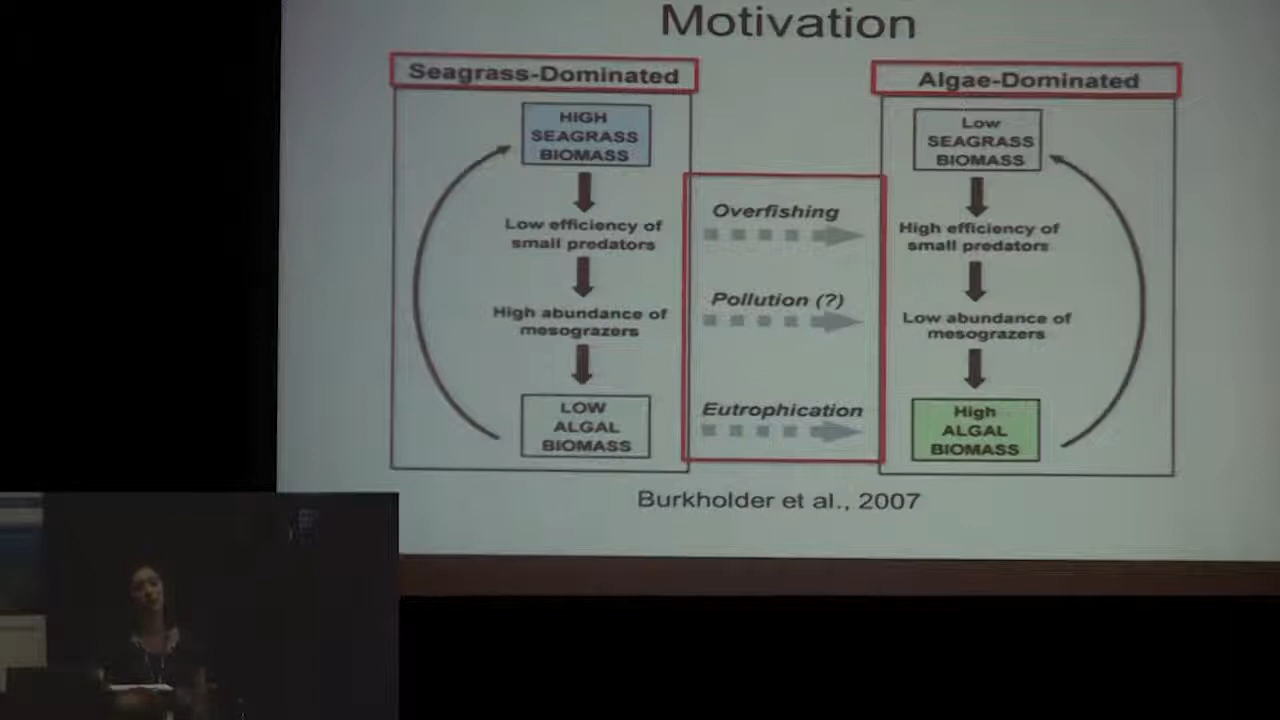 Motivation
Seagrass-Dominated
HIGH
SEAGRASS
BIOMASS
Low efficiency of
small predators
High abundance of
mesograzers
LOW
ALGAL
BIOMASS
Overfishing
Pollution (?)
Eutrophication
Algae-Dominated
Low
SEAGRASS
BIOMASS
High efficiency of
small predators
Low abundance of
mesograzers
High
ALGAL
BIOMASS
Burkholder et al., 2007